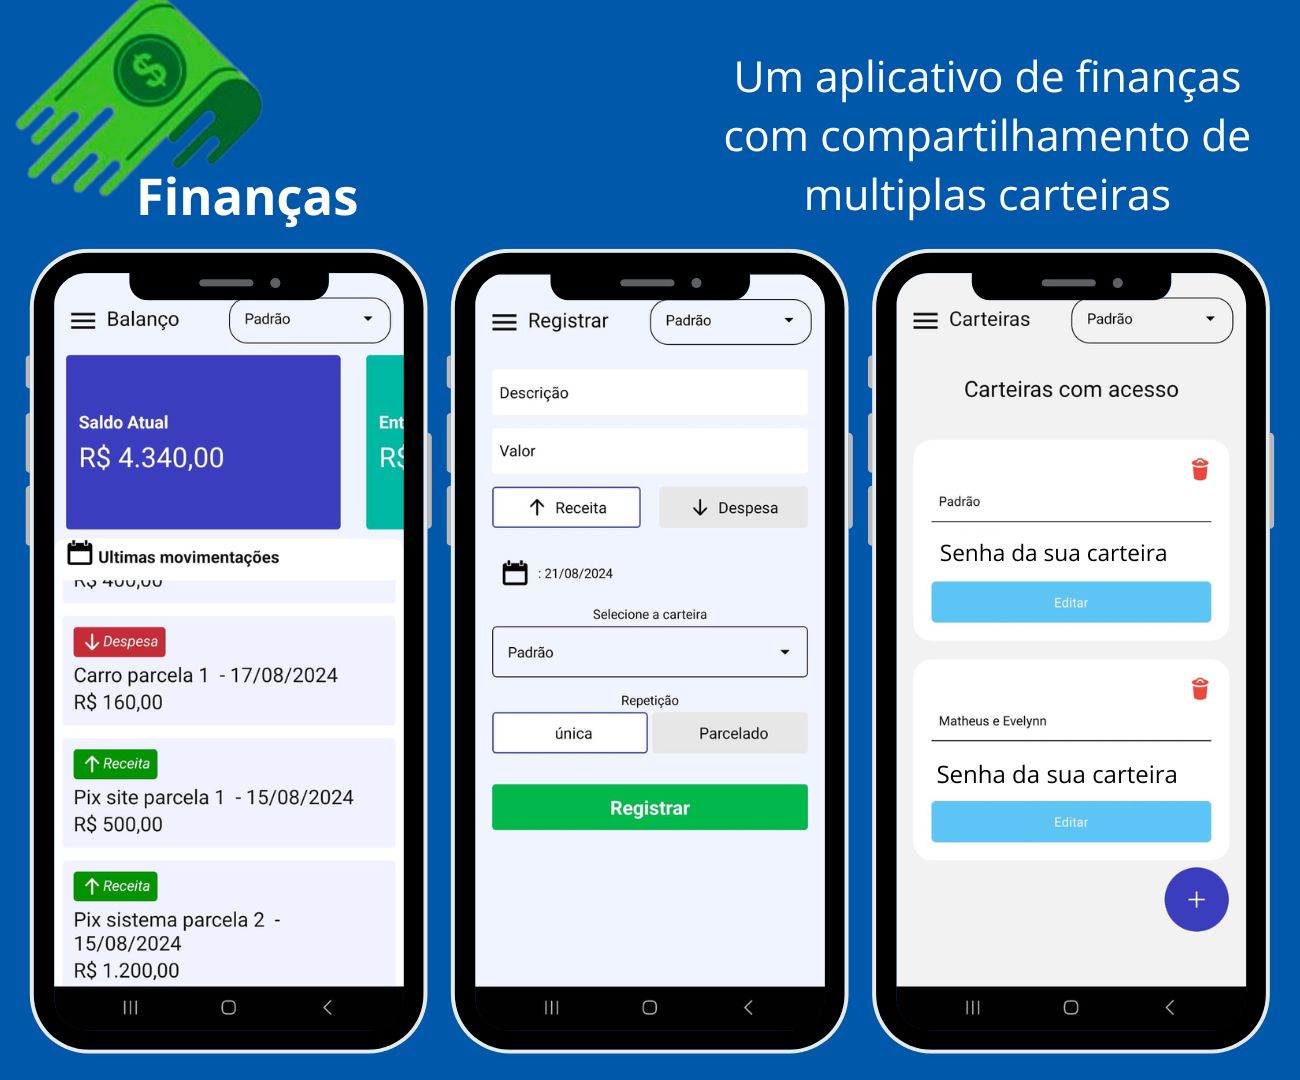 Finanças
Um aplicativo de finanças
com compartilhamento de
multiplas carteiras
Balanço
Padrão
Saldo Atual
R$ 4.340,00
Ent
R$
Ultimas movimentações
R$ 400,00
Despesa
Carro parcela 1 - 17/08/2024
R$ 160,00
Receita
Pix site parcela 1 - 15/08/2024
R$ 500,00
Receita
Pix sistema parcela 2 -
15/08/2024
R$ 1.200,00
Registrar
Padrão
Descrição
Valor
Receita
Despesa
: 21/08/2024
Selecione a carteira
Padrão
Repetição
única
Parcelado
Registrar
Carteiras
Padrão
Carteiras com acesso
Padrão
Senha da sua carteira
Editar
Matheus e Evelynn
Senha da sua carteira
Editar